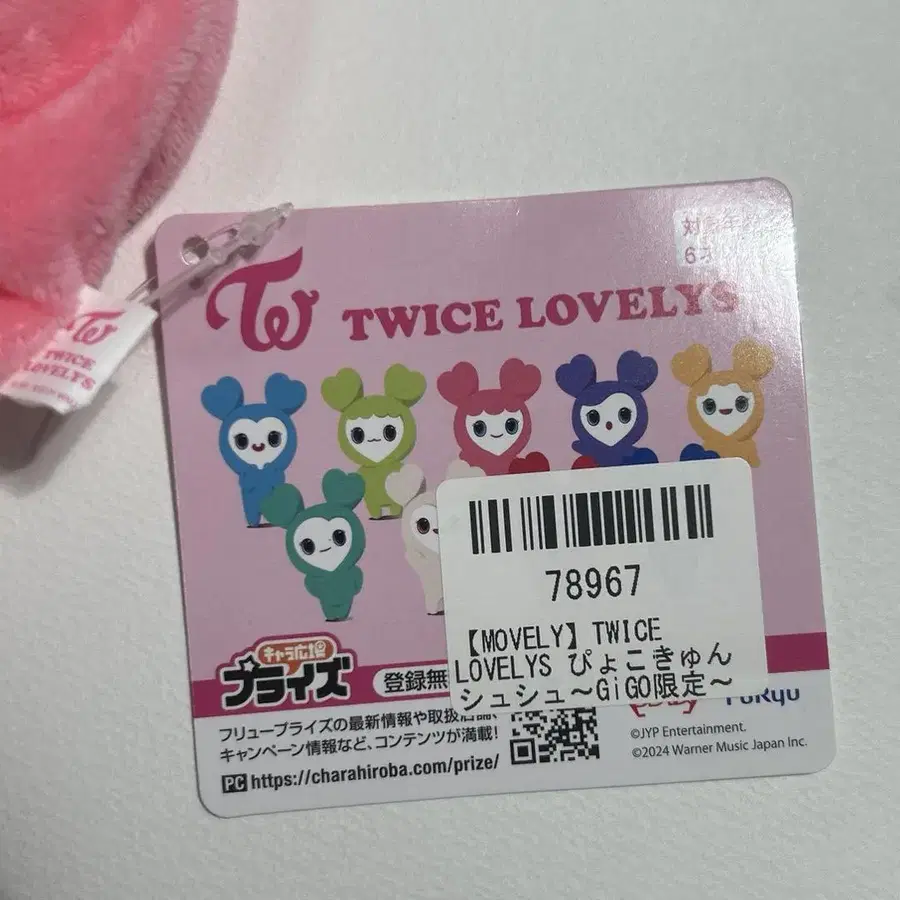 TWICE LOVELYS
TWICE
LOVELYS
78967
【MOVELY】TWICE
LOVELYS ぴょこきゅん
シュシュ～GiGO限定～
キャラ広場
プライズ
登録無
フリュープライズの最新情報や取扱店舗、
キャンペーン情報など、コンテンツが満載!
PC https://charahiroba.com/prize/
FuRyu
©JYP Entertainment.
©2024 Warner Music Japan Inc.